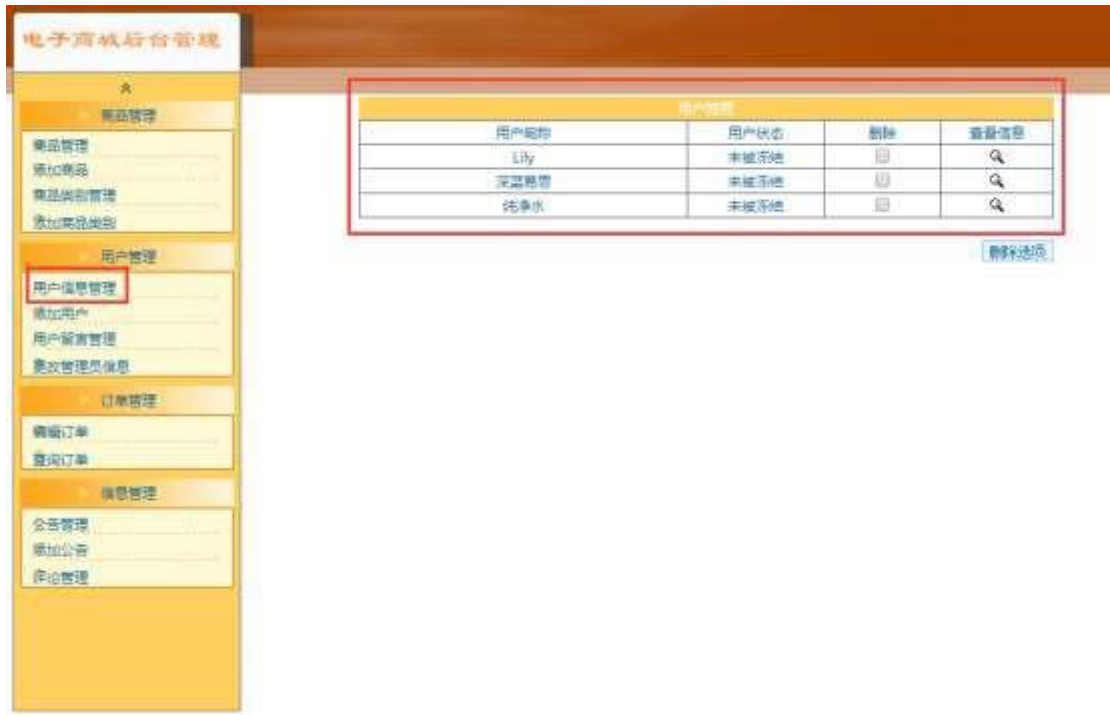 电子商城后台管理
商品管理
商品管理
添加商品
商品类别管理
添加商品类别
用户管理
用户信息管理
添加用户
用户留言管理
更改管理员信息
订单管理
编辑订单
查询订单
信息管理
公告管理
添加公告
评论管理
用户管理
用户昵称 用户状态 删除 查看信息
Lily 未被冻结
未被冻结
纯净水 未被冻结
删除选项